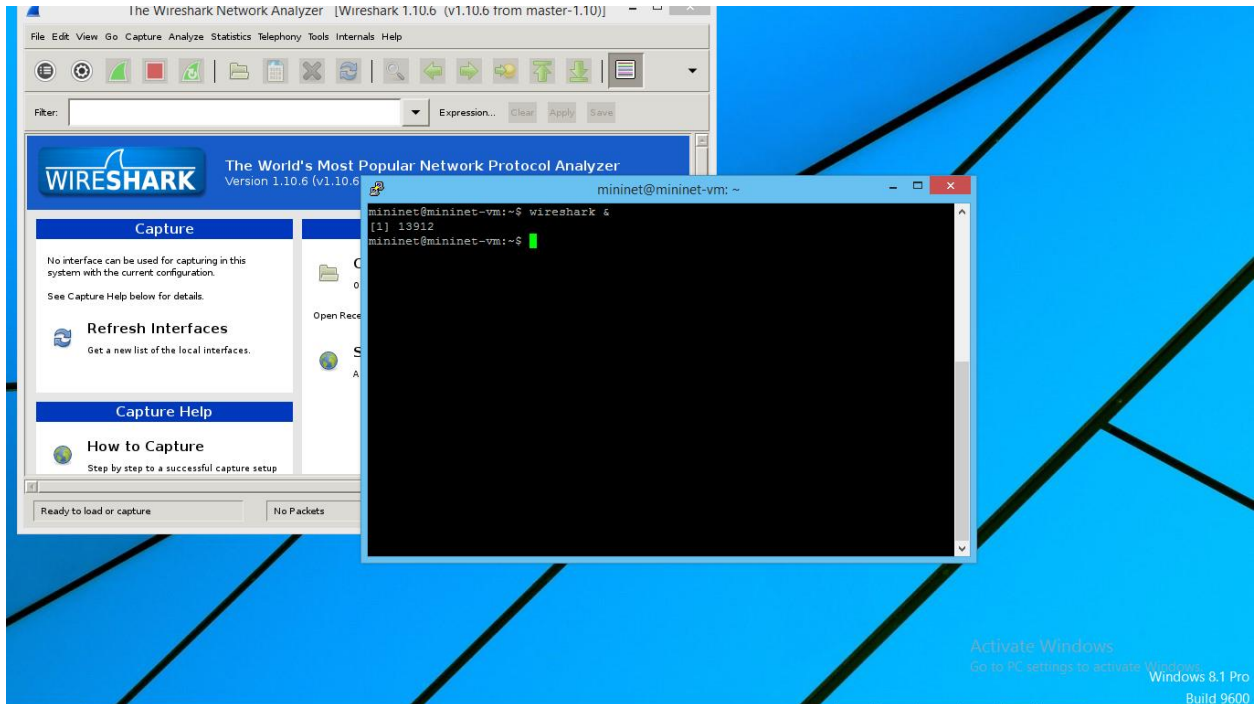 The Wireshark Network Analyzer [Wireshark 1.10.6 (v1.10.6 from master-1.10)]
File Edit View Go Capture Analyze Statistics Telephony Tools Internals Help
Filter:
Expression... Clear Apply Save
WIRESHARK
The World's Most Popular Network Protocol Analyzer
Version 1.10.6 (v1.10.6
Capture
No interface can be used for capturing in this
system with the current configuration.
See Capture Help below for details.
Refresh Interfaces
Get a new list of the local interfaces.
Open Rece
Capture Help
How to Capture
Step by step to a successful capture setup
Ready to load or capture
No Packets
mininet@mininet-vm: ~
mininet@mininet-vm:~$ wireshark &
[1] 13912
mininet@mininet-vm:~$
Activate Windows
Go to PC settings to activate Windows.
Windows 8.1 Pro
Build 9600